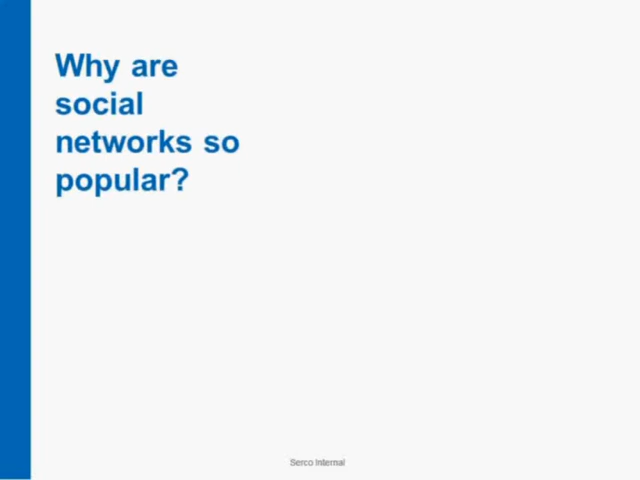 Why are
social
networks so
popular?
Serco Internal